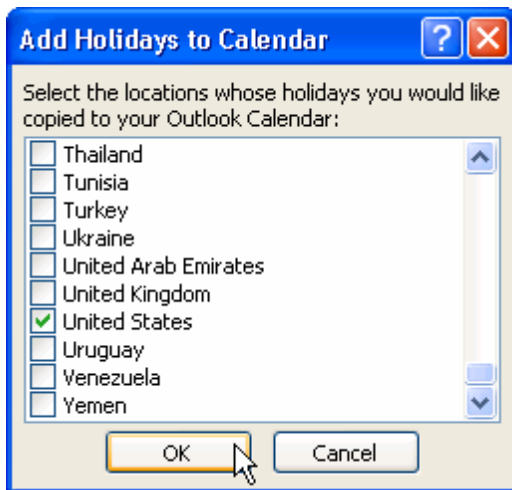 Add Holidays to Calendar
?
Select the locations whose holidays you would like
copied to your Outlook Calendar:
Thailand
Tunisia
Turkey
Ukraine
United Arab Emirates
United Kingdom
United States
Uruguay
Venezuela
Yemen
OK
Cancel